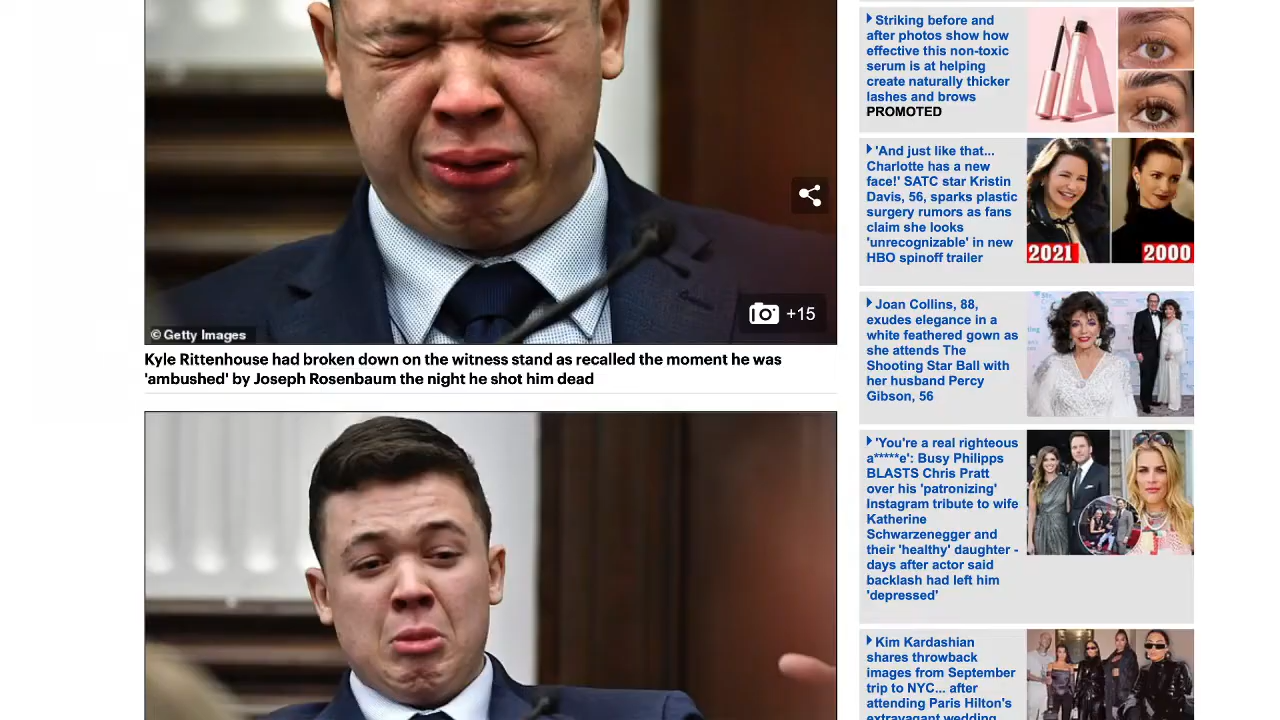 +15
© Getty Images
Kyle Rittenhouse had broken down on the witness stand as recalled the moment he was
'ambushed' by Joseph Rosenbaum the night he shot him dead
Striking before and
after photos show how
effective this non-toxic
serum is at helping
create naturally thicker
lashes and brows
PROMOTED
'And just like that...
Charlotte has a new
face!' SATC star Kristin
Davis, 56, sparks plastic
surgery rumors as fans
claim she looks
'unrecognizable' in new
HBO spinoff trailer
2021
2000
Joan Collins, 88,
exudes elegance in a
white feathered gown as
she attends The
Shooting Star Ball with
her husband Percy
Gibson, 56
'You're a real righteous
a*****e': Busy Philipps
BLASTS Chris Pratt
over his 'patronizing'
Instagram tribute to wife
Katherine
Schwarzenegger and
their 'healthy' daughter -
days after actor said
backlash had left him
'depressed'
Kim Kardashian
shares throwback
images from September
trip to NYC... after
attending Paris Hilton's
extravagant wedding